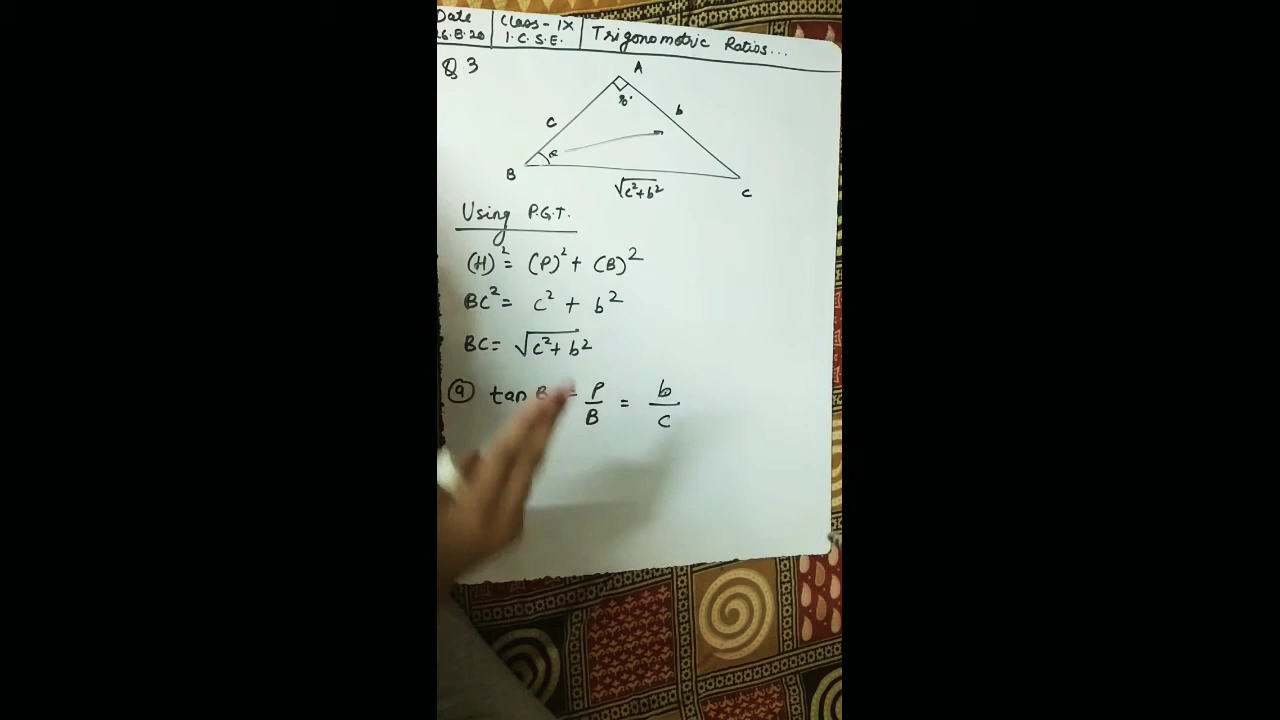 Date Class - IX Trigonometric Ratios...
26.8.20 I.C.S.E.
Q 3
A
c b
B C
√c²+b²
Using P.G.T.
(H)² = (P)² + (B)²
BC² = c² + b²
BC = √c²+b²
(a) tan B = P/B = b/c